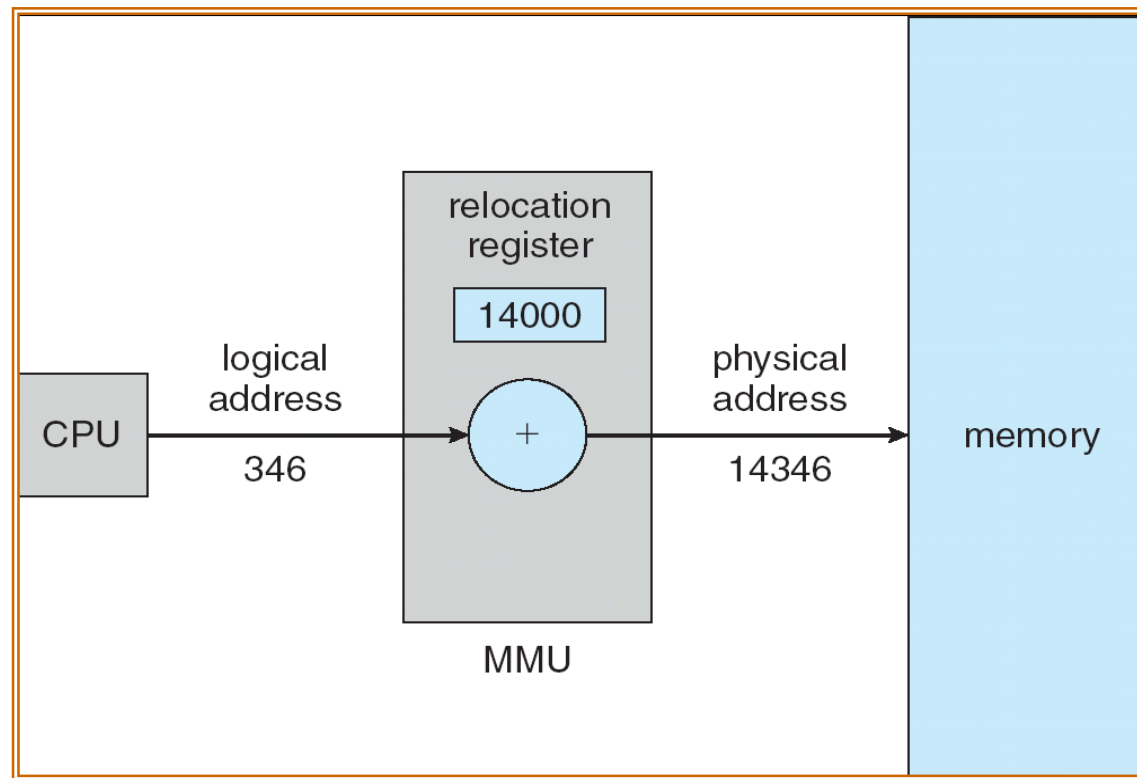 relocation
register
14000
logical
address
physical
address
CPU
+
memory
346
14346
MMU